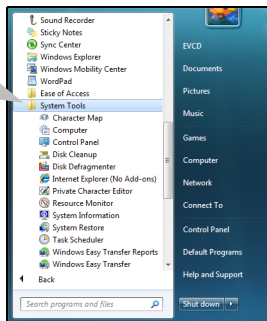 Sound Recorder
Sticky Notes
Sync Center
Windows Explorer
Windows Mobility Center
WordPad
Ease of Access
System Tools
Character Map
Computer
Control Panel
Disk Cleanup
Disk Defragmenter
Internet Explorer (No Add-ons)
Private Character Editor
Resource Monitor
System Information
System Restore
Task Scheduler
Windows Easy Transfer Reports
Windows Easy Transfer
Back
Search programs and files
EVCD
Documents
Pictures
Music
Games
Computer
Network
Connect To
Control Panel
Default Programs
Help and Support
Shut down